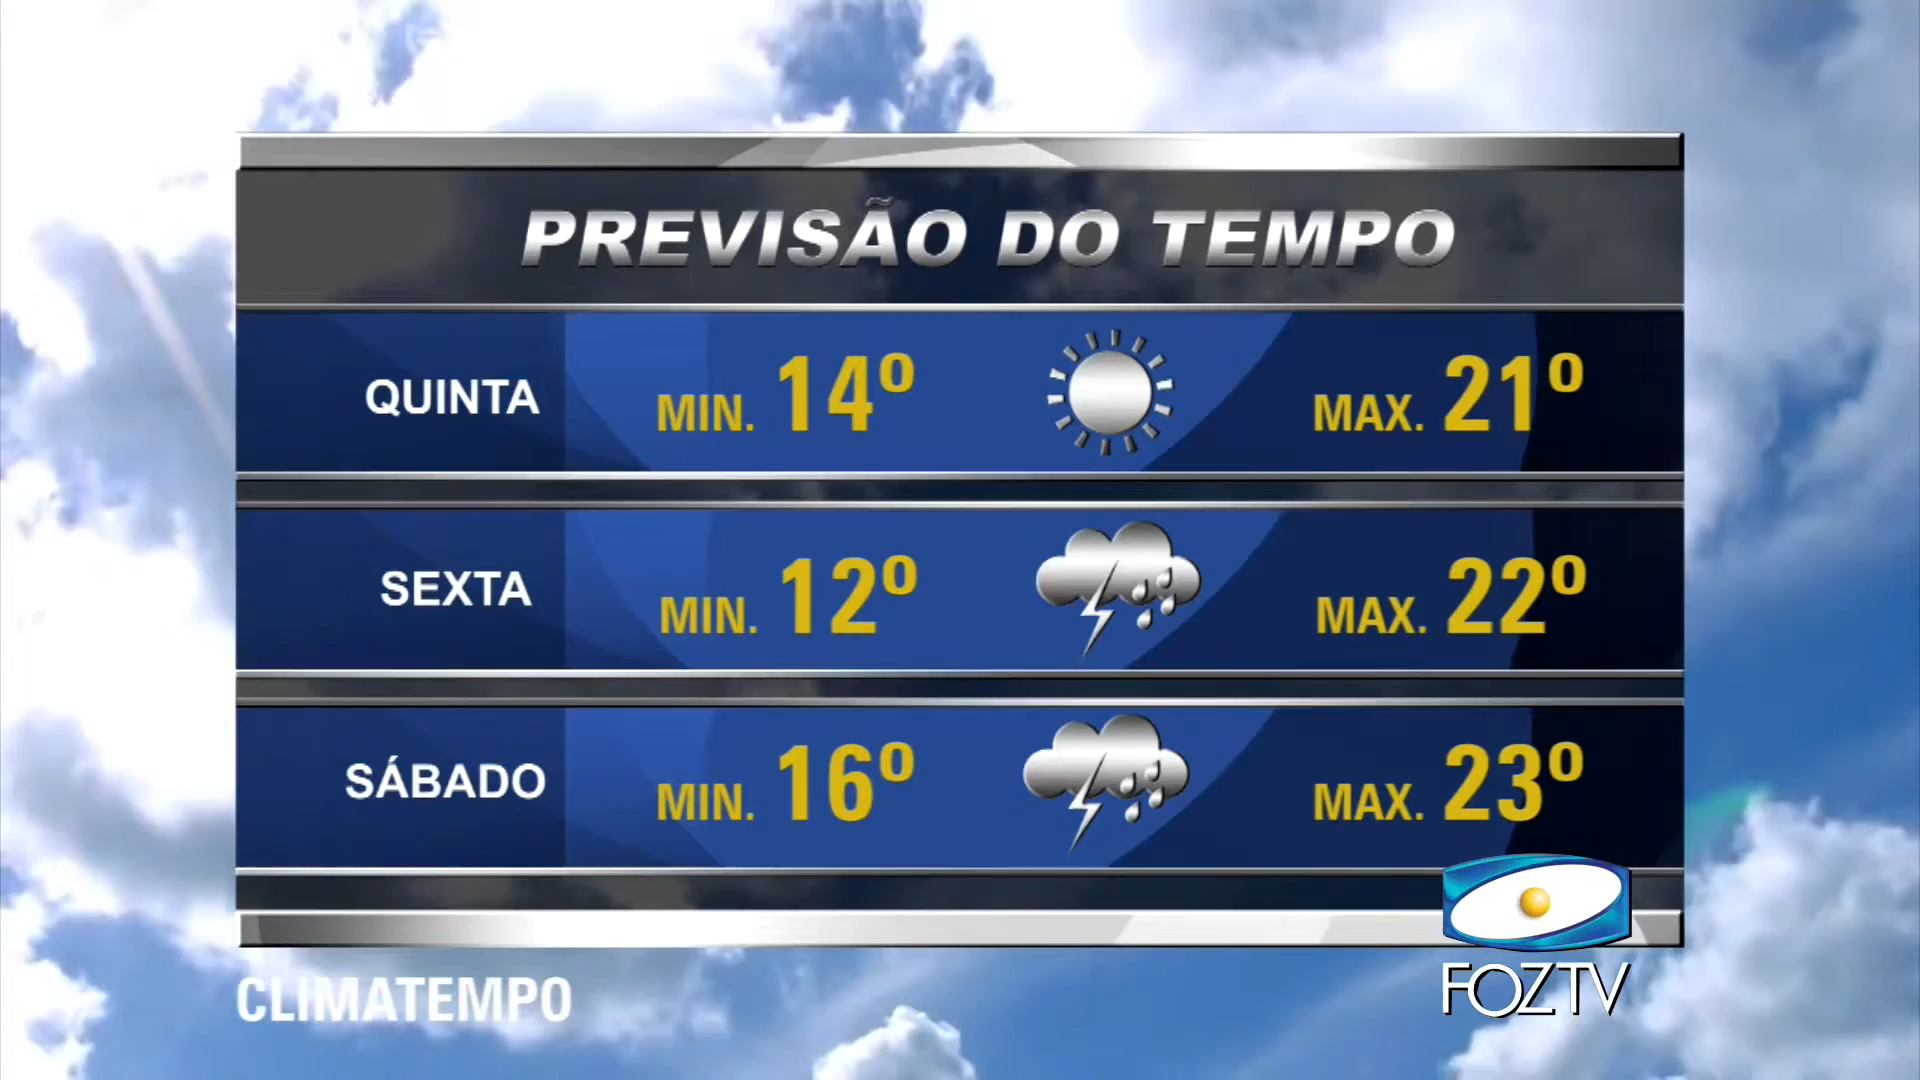 PREVISÃO DO TEMPO
QUINTA MIN. 14º MAX. 21º
SEXTA MIN. 12º MAX. 22º
SÁBADO MIN. 16º MAX. 23º
CLIMATEMPO
FOZTV